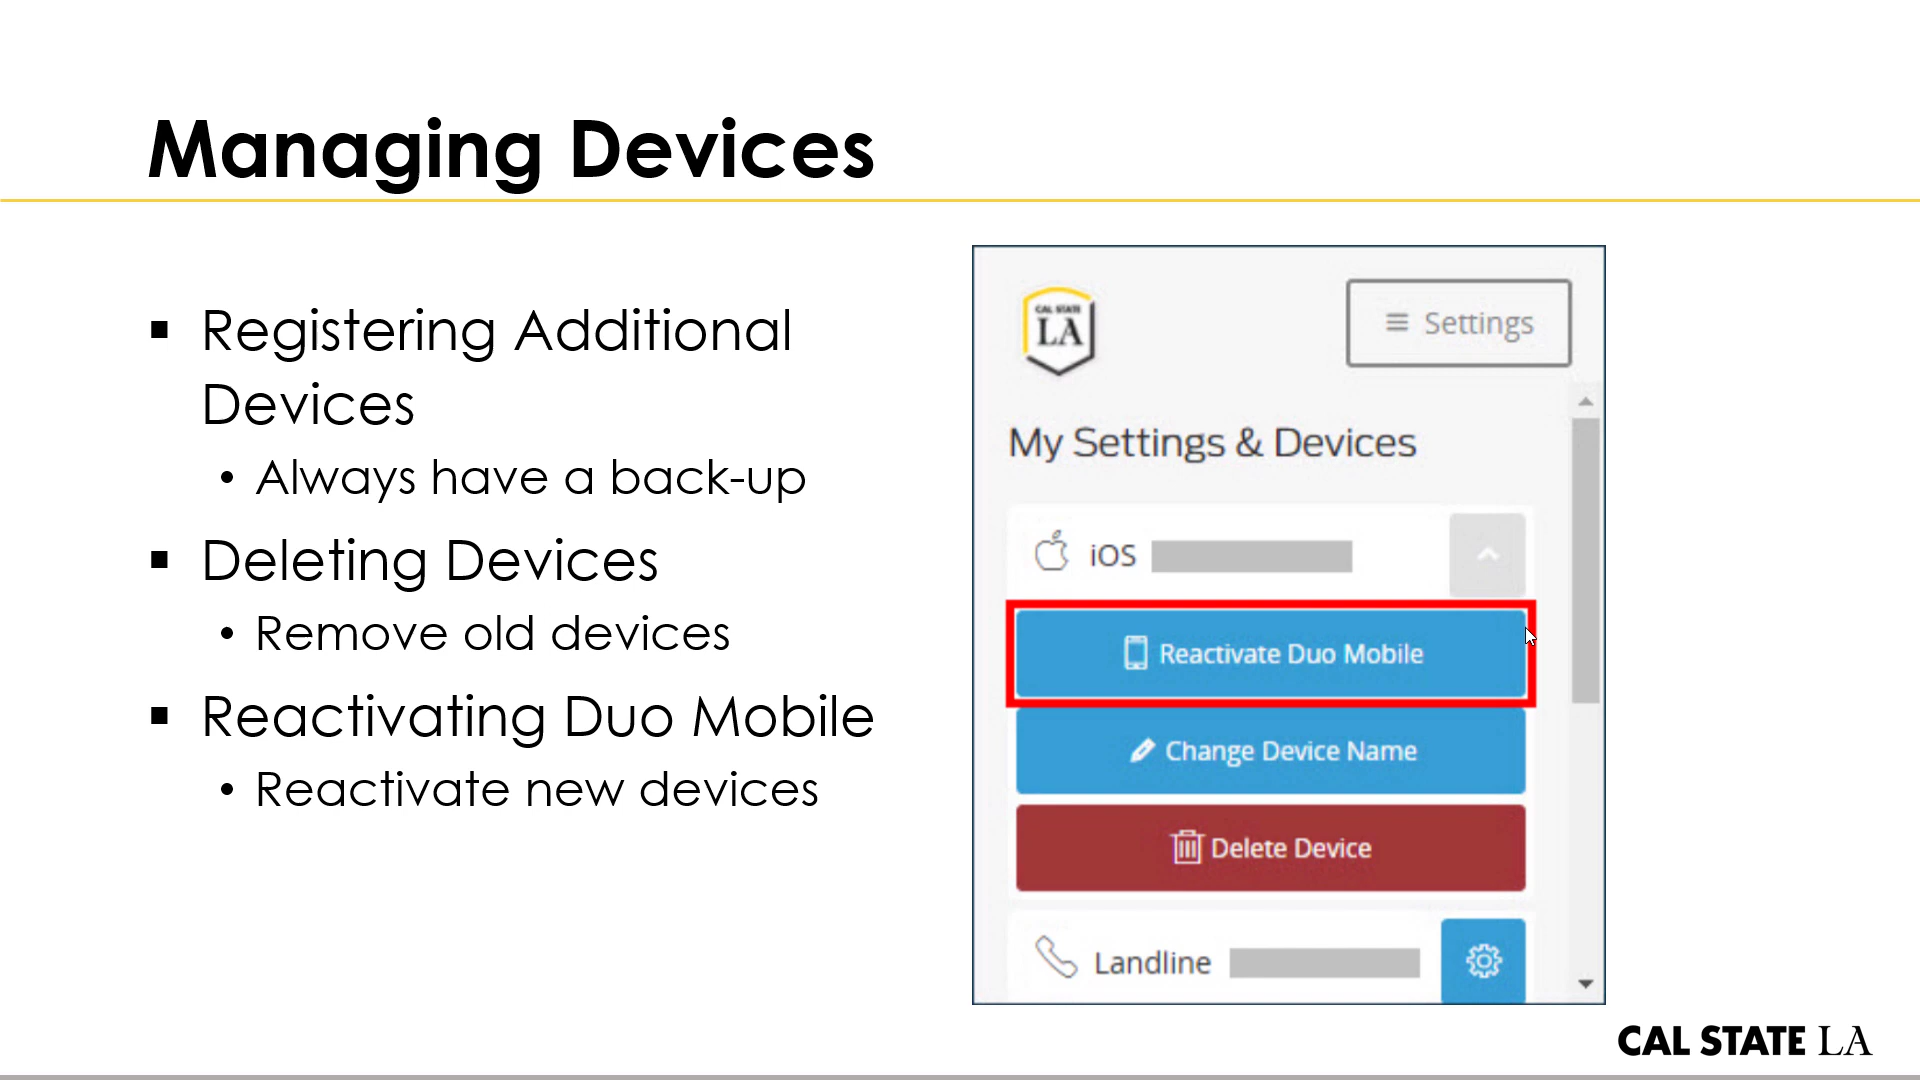 Managing Devices
▪ Registering Additional
Devices
• Always have a back-up
▪ Deleting Devices
• Remove old devices
▪ Reactivating Duo Mobile
• Reactivate new devices
CAL STATE
LA
Settings
My Settings & Devices
iOS
Reactivate Duo Mobile
Change Device Name
Delete Device
Landline
CAL STATE LA